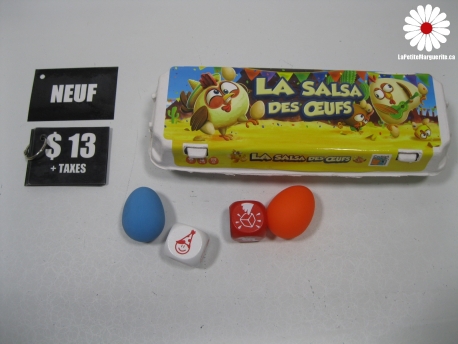 LaPetiteMarguerite.ca
NEUF
$ 13
+ TAXES
LA SALSA
DES ŒUFS
LA SALSA DES ŒUFS